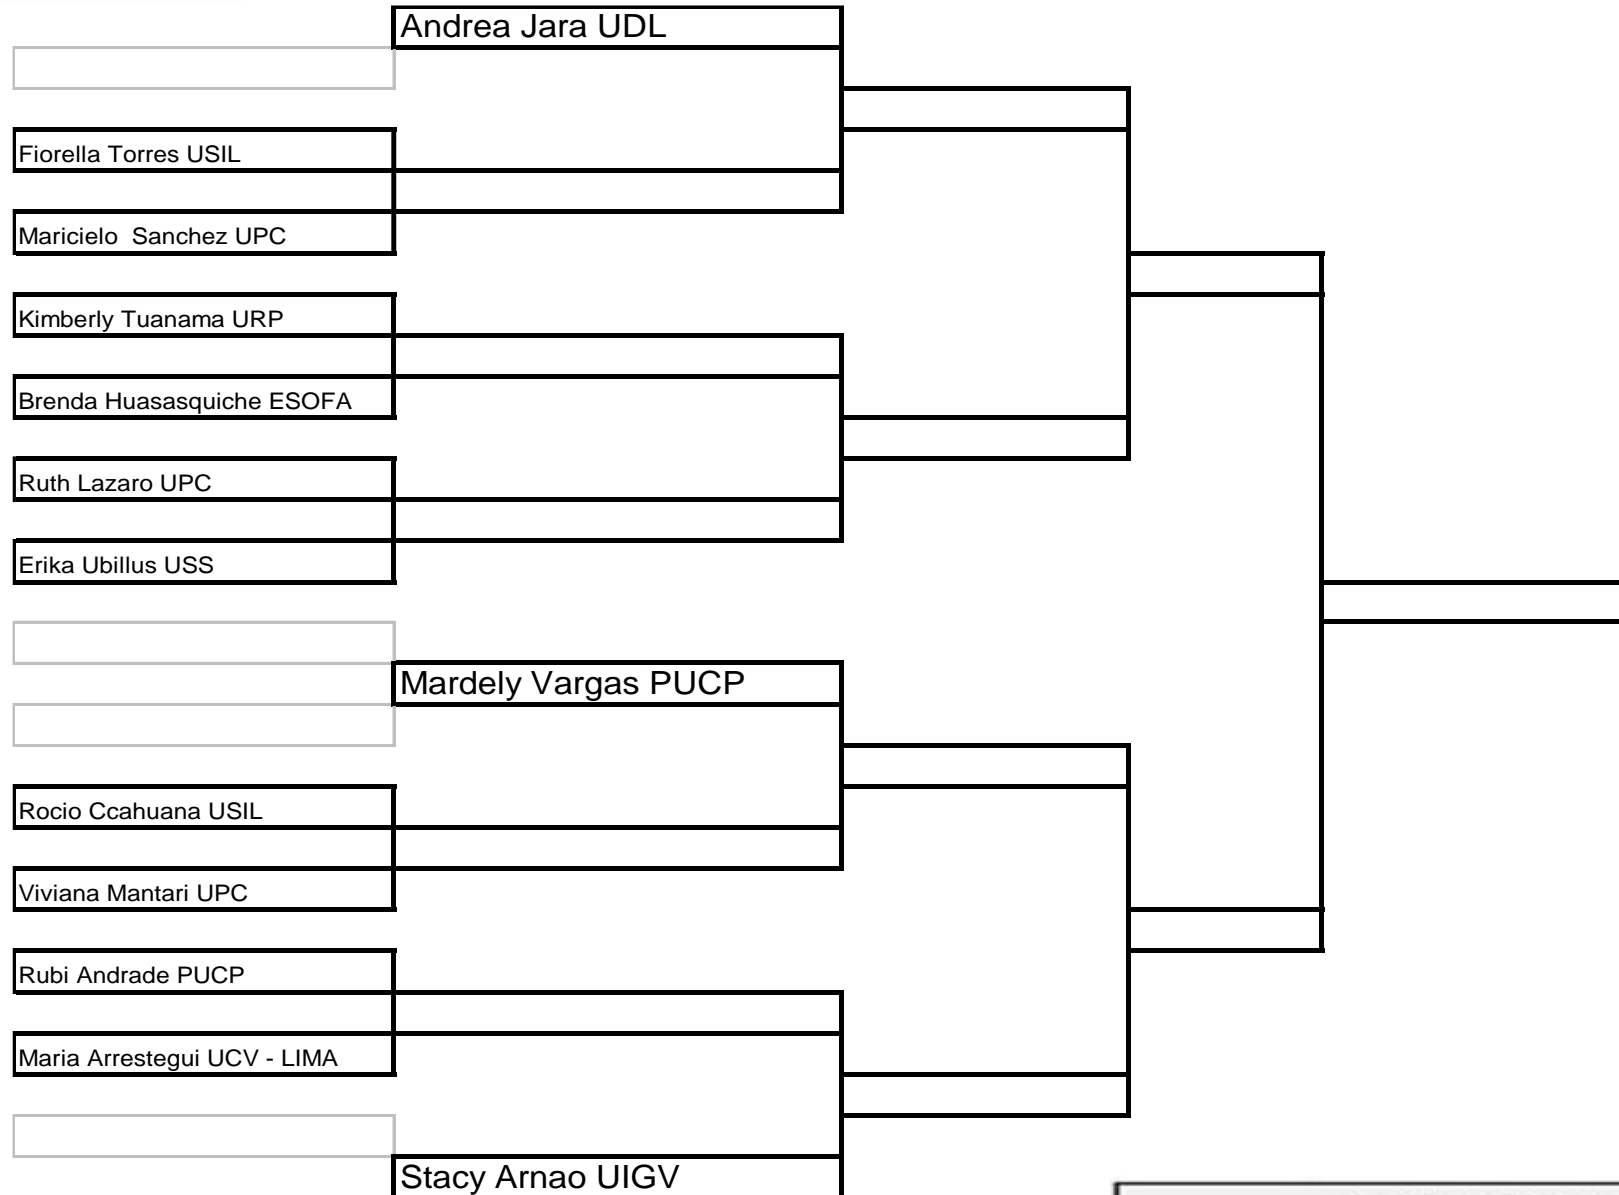 Andrea Jara UDL
Fiorella Torres USIL
Maricielo  Sanchez UPC
Kimberly Tuanama URP
Brenda Huasasquiche ESOFA
Ruth Lazaro UPC
Erika Ubillus USS
Mardely Vargas PUCP
Rocio Ccahuana USIL
Viviana Mantari UPC
Rubi Andrade PUCP
Maria Arrestegui UCV - LIMA
Stacy Arnao UIGV